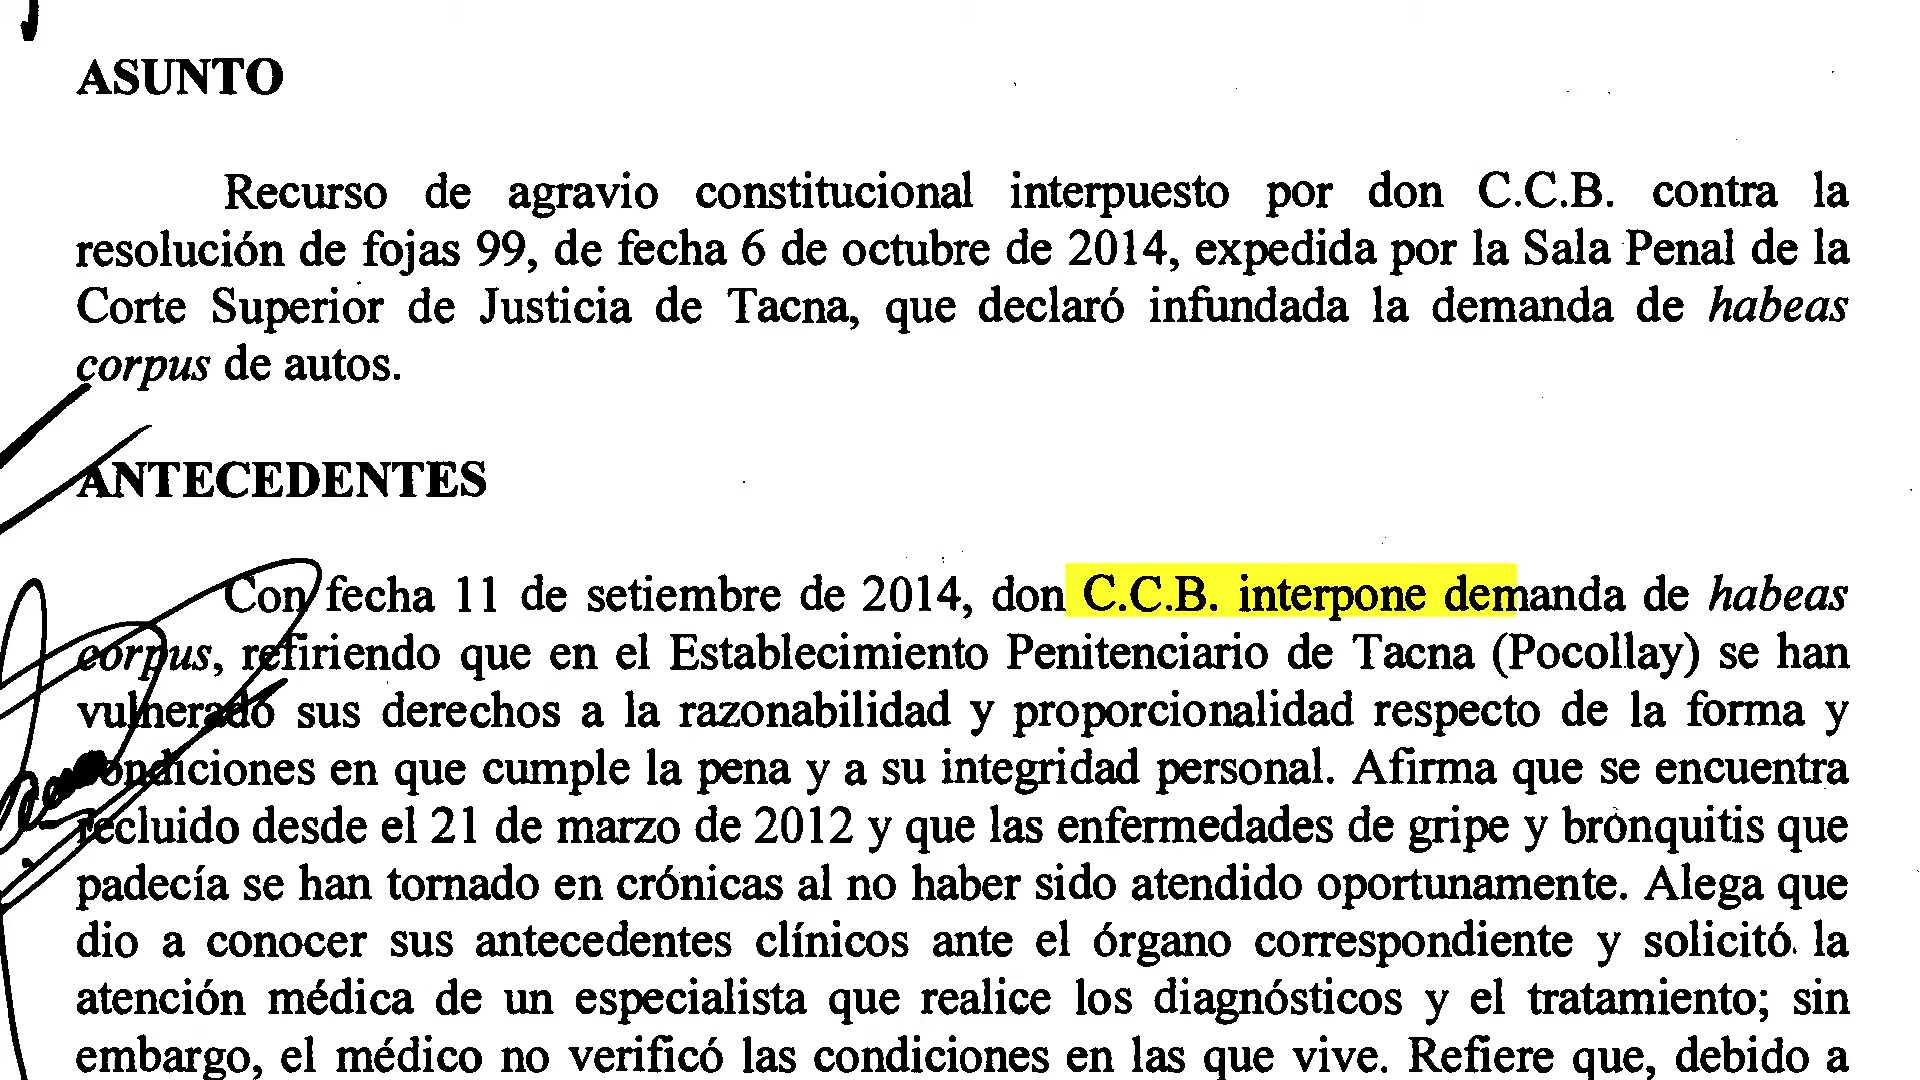 ASUNTO
Recurso de agravio constitucional interpuesto por don C.C.B. contra la
resolución de fojas 99, de fecha 6 de octubre de 2014, expedida por la Sala Penal de la
Corte Superior de Justicia de Tacna, que declaró infundada la demanda de habeas
corpus de autos.
ANTECEDENTES
Con fecha 11 de setiembre de 2014, don C.C.B. interpone demanda de habeas
corpus, refiriendo que en el Establecimiento Penitenciario de Tacna (Pocollay) se han
vulnerado sus derechos a la razonabilidad y proporcionalidad respecto de la forma y
condiciones en que cumple la pena y a su integridad personal. Afirma que se encuentra
recluido desde el 21 de marzo de 2012 y que las enfermedades de gripe y bronquitis que
padecía se han tornado en crónicas al no haber sido atendido oportunamente. Alega que
dio a conocer sus antecedentes clínicos ante el órgano correspondiente y solicitó la
atención médica de un especialista que realice los diagnósticos y el tratamiento; sin
embargo, el médico no verificó las condiciones en las que vive. Refiere que, debido a